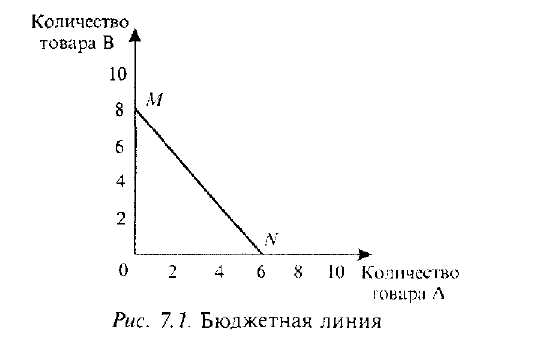 Количество
товара В
10
8
M
6
4
2
N
0 2 4 6 8 10 Количество
товара А
Рис. 7.1. Бюджетная линия